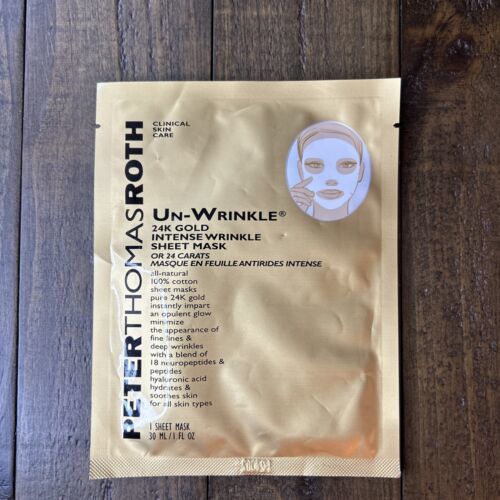 CLINICAL
SKIN
CARE
PETERTHOMASROTH
UN-WRINKLE®
24K GOLD
INTENSE WRINKLE
SHEET MASK
OR 24 CARATS
MASQUE EN FEUILLE ANTIRIDES INTENSE
all-natural
100% cotton
sheet masks
pure 24K gold
instantly impart
an opulent glow
minimize
the appearance of
fine lines &
deep wrinkles
with a blend of
18 neuropeptides &
peptides
hyaluronic acid
hydrates &
soothes skin
for all skin types
1 SHEET MASK
30 ML / 1 FL OZ